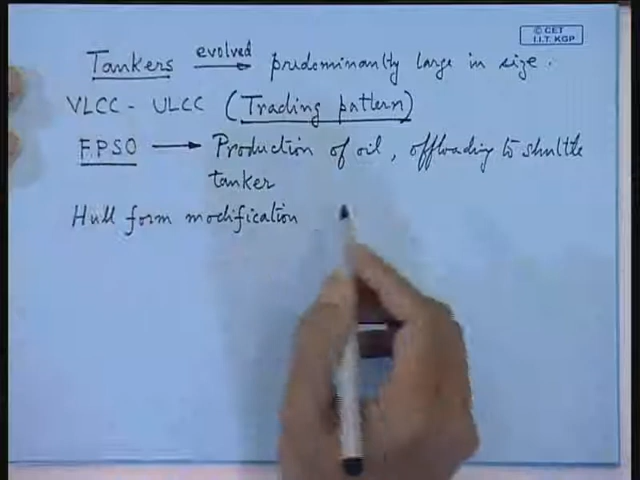 © CET
I.I.T. KGP
Tankers evolved → predominantly large in size.
VLCC - ULCC (Trading pattern)
FPSO → Production of oil, offloading to shuttle
tanker
Hull form modification